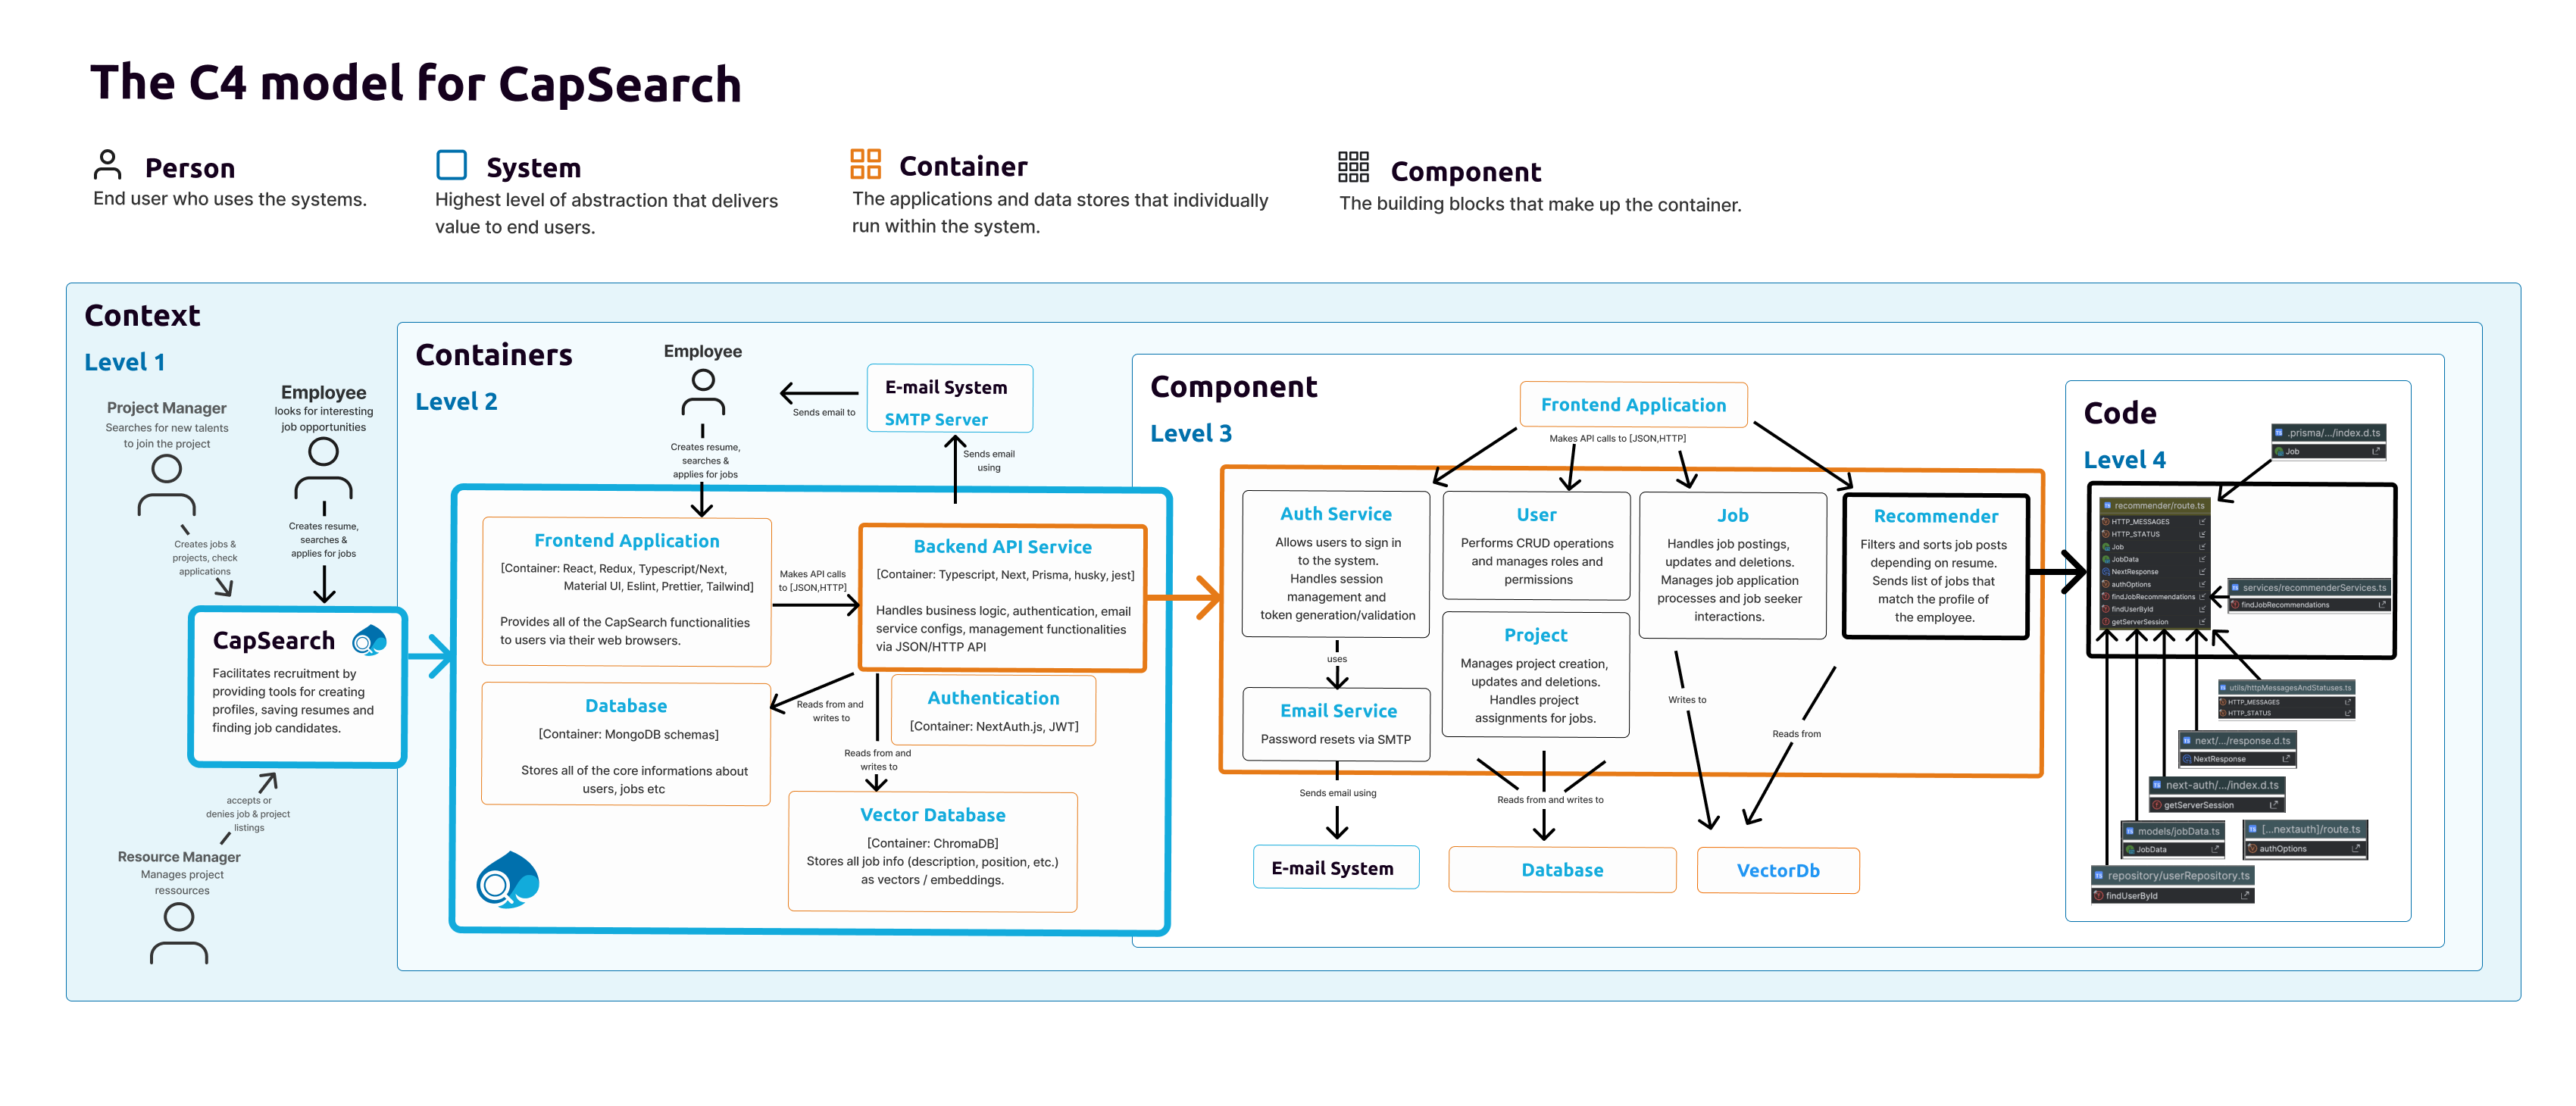 The C4 model for CapSearch
Person
End user who uses the systems.
System
Highest level of abstraction that delivers
value to end users.
Container
The applications and data stores that individually
run within the system.
Component
The building blocks that make up the container.
Context
Level 1
Project Manager
Searches for new talents
to join the project
Employee
looks for interesting
job opportunities
Creates jobs &
projects, check
applications
Creates resume,
searches &
applies for jobs
CapSearch
Facilitates recruitment by
providing tools for creating
profiles, saving resumes and
finding job candidates.
accepts or
denies job & project
listings
Resource Manager
Manages project
ressources
Containers
Level 2
Employee
Creates resume,
searches &
applies for jobs
Sends email to
E-mail System
SMTP Server
Sends email
using
Frontend Application
[Container: React, Redux, Typescript/Next,
Material UI, Eslint, Prettier, Tailwind]
Provides all of the CapSearch functionalities
to users via their web browsers.
Makes API calls
to [JSON,HTTP]
Backend API Service
[Container: Typescript, Next, Prisma, husky, jest]
Handles business logic, authentication, email
service configs, management functionalities
via JSON/HTTP API
Database
[Container: MongoDB schemas]
Stores all of the core informations about
users, jobs etc
Reads from and
writes to
Authentication
[Container: NextAuth.js, JWT]
Reads from and
writes to
Vector Database
[Container: ChromaDB]
Stores all job info (description, position, etc.)
as vectors / embeddings.
Component
Level 3
Frontend Application
Makes API calls to [JSON,HTTP]
Auth Service
Allows users to sign in
to the system.
Handles session
management and
token generation/validation
User
Performs CRUD operations
and manages roles and
permissions
Job
Handles job postings,
updates and deletions.
Manages job application
processes and job seeker
interactions.
Recommender
Filters and sorts job posts
depending on resume.
Sends list of jobs that
match the profile of
the employee.
uses
Project
Manages project creation,
updates and deletions.
Handles project
assignments for jobs.
Email Service
Password resets via SMTP
Writes to
Reads from
Sends email using
Reads from and writes to
E-mail System
Database
VectorDb
Code
Level 4
.prisma/.../index.d.ts
Job
recommender/route.ts
HTTP_MESSAGES
HTTP_STATUS
Job
JobData
NextResponse
authOptions
findJobRecommendations
findUserById
getServerSession
services/recommenderServices.ts
findJobRecommendations
utils/httpMessagesAndStatuses.ts
HTTP_MESSAGES
HTTP_STATUS
next/.../response.d.ts
NextResponse
next-auth/.../index.d.ts
getServerSession
models/jobData.ts
JobData
[...nextauth]/route.ts
authOptions
repository/userRepository.ts
findUserById